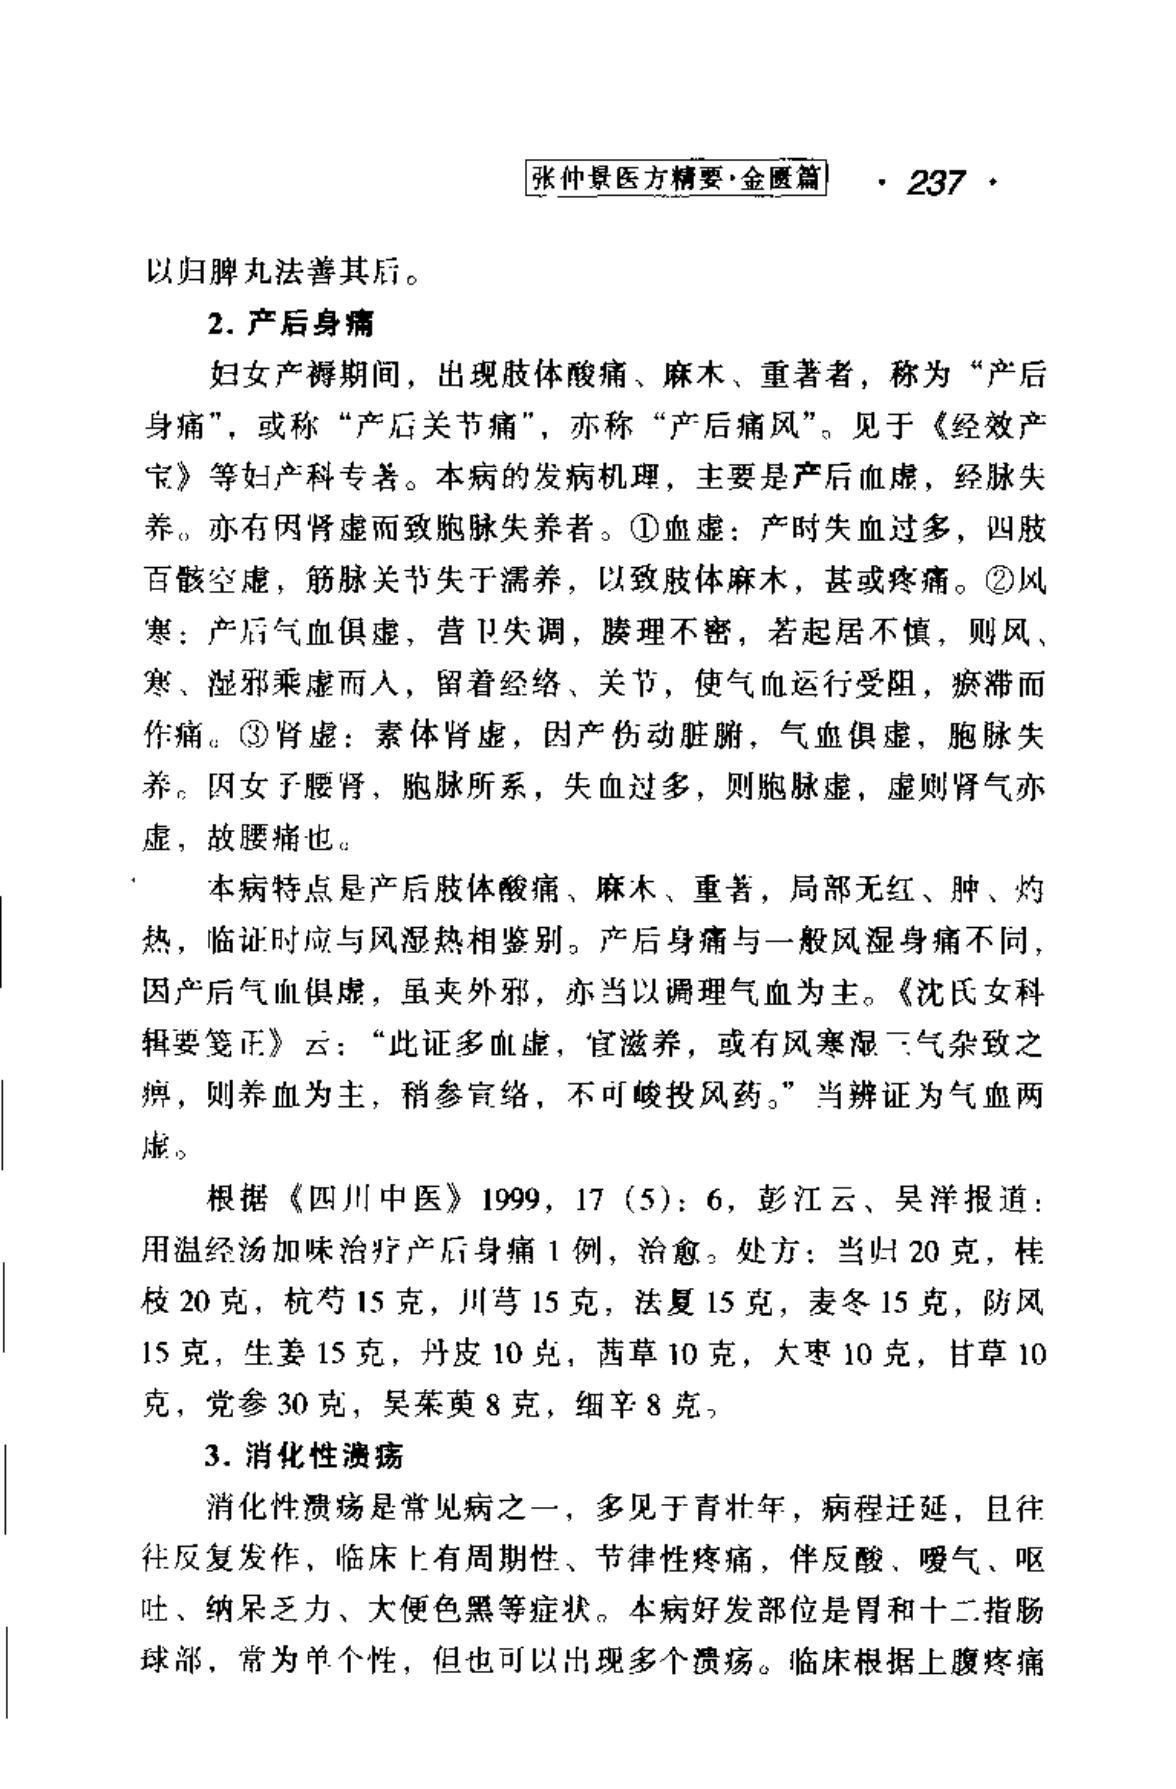 张仲景医方精要·金匮篇 · 237 ·
以归脾丸法善其后。
2. 产后身痛
妇女产褥期间，出现肢体酸痛、麻木、重著者，称为“产后
身痛”，或称“产后关节痛”，亦称“产后痛风”。见于《经效产
宝》等妇产科专著。本病的发病机理，主要是产后血虚，经脉失
养。亦有因肾虚而致胞脉失养者。①血虚：产时失血过多，四肢
百骸空虚，筋脉关节失于濡养，以致肢体麻木，甚或疼痛。②风
寒：产后气血俱虚，营卫失调，腠理不密，若起居不慎，则风、
寒、湿邪乘虚而入，留着经络、关节，使气血运行受阻，瘀滞而
作痛。③肾虚：素体肾虚，因产伤动脏腑，气血俱虚，胞脉失
养。因女子腰肾、胞脉所系，失血过多，则胞脉虚，虚则肾气亦
虚，故腰痛也。
本病特点是产后肢体酸痛、麻木、重著，局部无红、肿、灼
热，临证时应与风湿热相鉴别。产后身痛与一般风湿身痛不同，
因产后气血俱虚，虽夹外邪，亦当以调理气血为主。《沈氏女科
辑要笺正》云：“此证多血虚，宜滋养，或有风寒湿三气杂致之
痹，则养血为主，稍参宣络，不可峻投风药。”当辨证为气血两
虚。
根据《四川中医》1999，17（5）：6，彭江云、吴洋报道：
用温经汤加味治疗产后身痛 1 例，治愈。处方：当归 20 克，桂
枝 20 克，杭芍 15 克，川芎 15 克，法夏 15 克，麦冬 15 克，防风
15 克，生姜 15 克，丹皮 10 克，茜草 10 克，大枣 10 克，甘草 10
克，党参 30 克，吴茱萸 8 克，细辛 8 克。
3. 消化性溃疡
消化性溃疡是常见病之一，多见于青壮年，病程迁延，且往
往反复发作，临床上有周期性、节律性疼痛，伴反酸、嗳气、呕
吐、纳呆乏力、大便色黑等症状。本病好发部位是胃和十二指肠
球部，常为单个性，但也可以出现多个溃疡。临床根据上腹疼痛